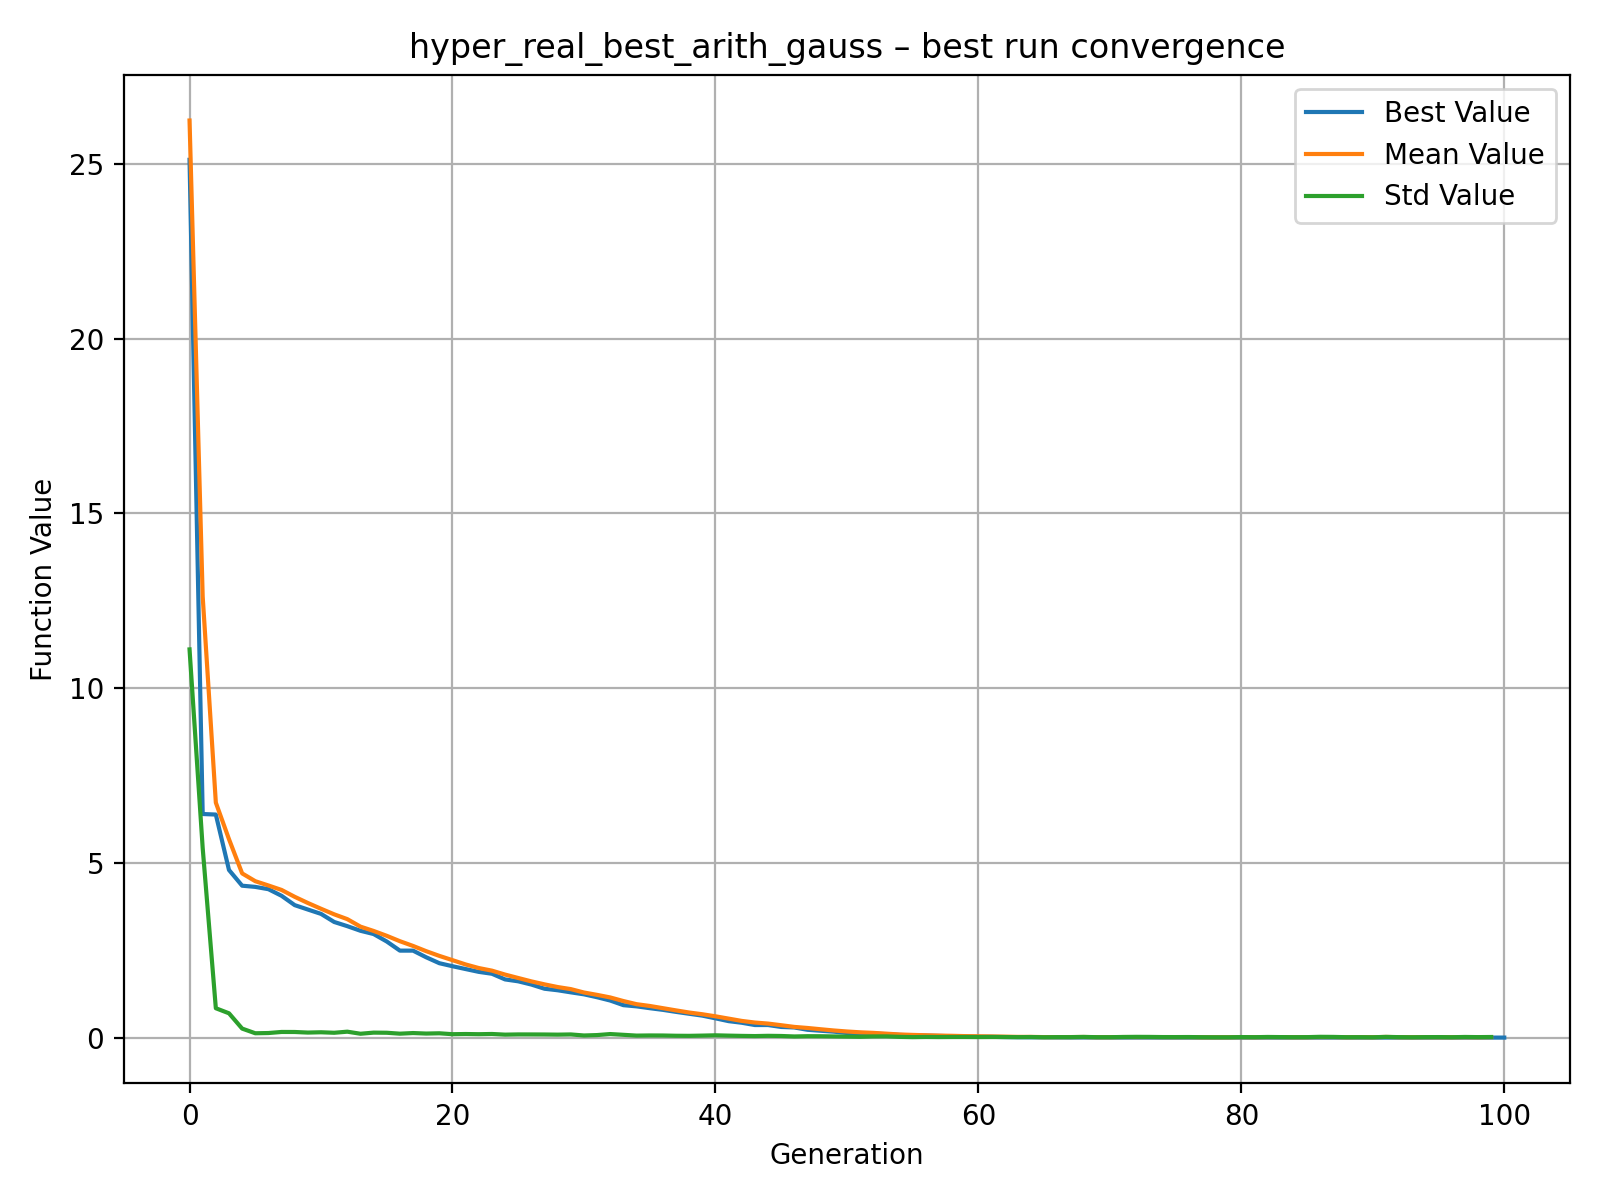 hyper_real_best_arith_gauss – best run convergence
Best Value
Mean Value
Std Value
Function Value
25
20
15
10
5
0
0 20 40 60 80 100
Generation